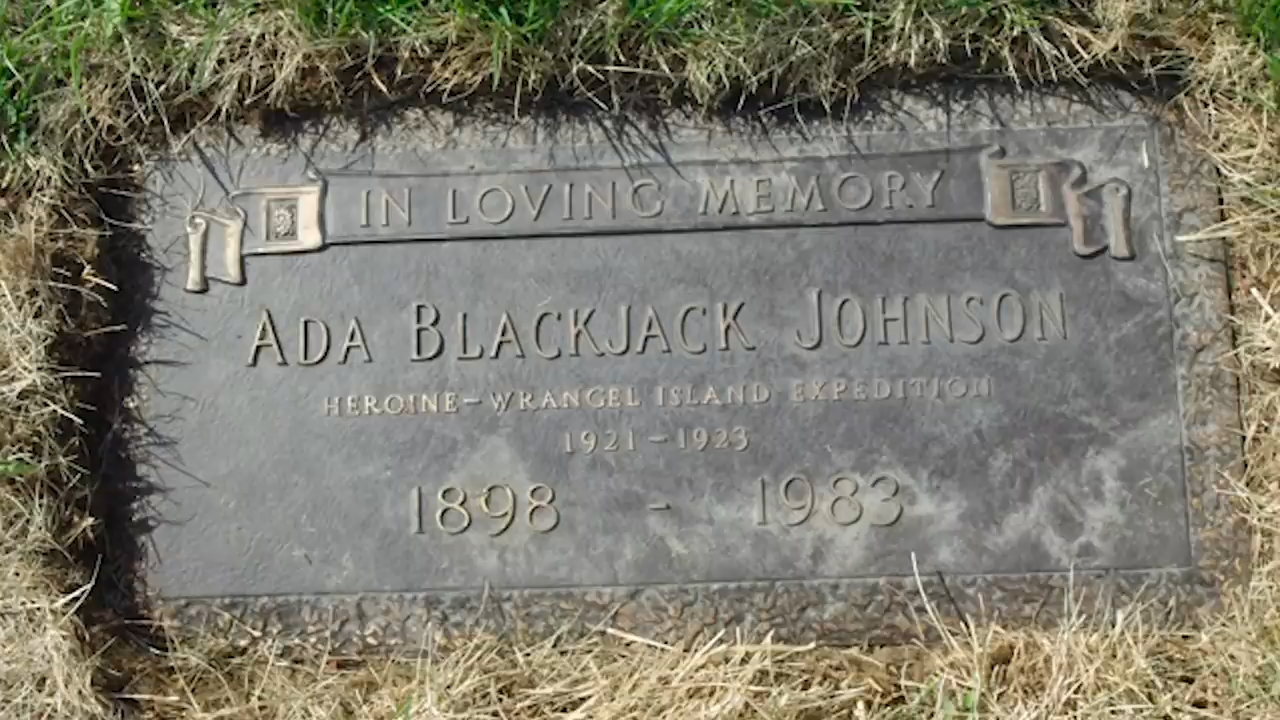 IN LOVING MEMORY
ADA BLACKJACK JOHNSON
HEROINE-WRANGEL ISLAND EXPEDITION
1921-1923
1898 - 1983